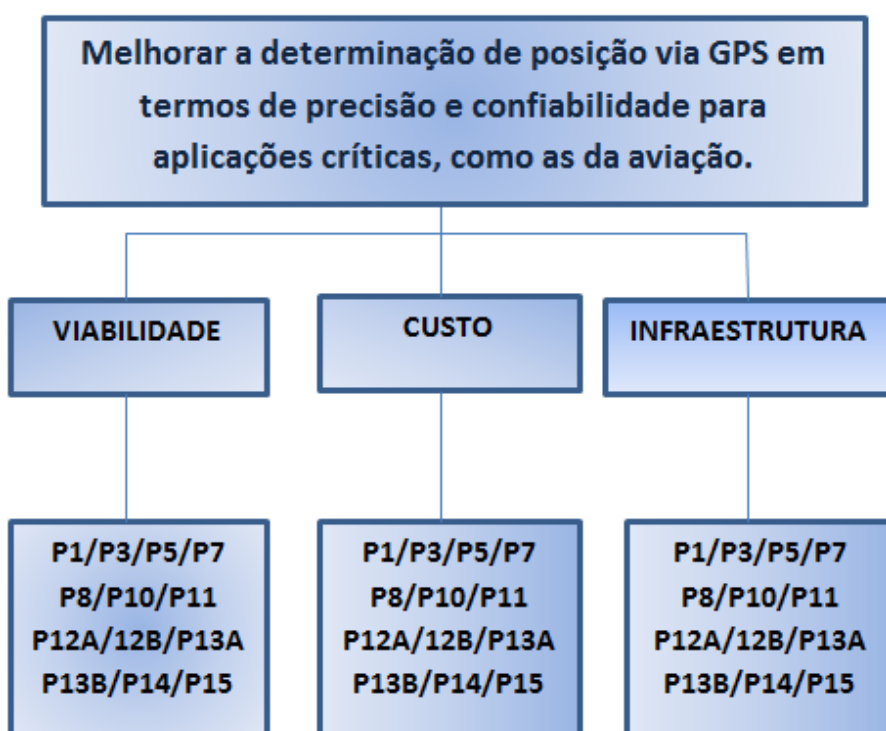 Melhorar a determinação de posição via GPS em
termos de precisão e confiabilidade para
aplicações críticas, como as da aviação.
VIABILIDADE
CUSTO
INFRAESTRUTURA
P1/P3/P5/P7
P8/P10/P11
P12A/12B/P13A
P13B/P14/P15
P1/P3/P5/P7
P8/P10/P11
P12A/12B/P13A
P13B/P14/P15
P1/P3/P5/P7
P8/P10/P11
P12A/12B/P13A
P13B/P14/P15